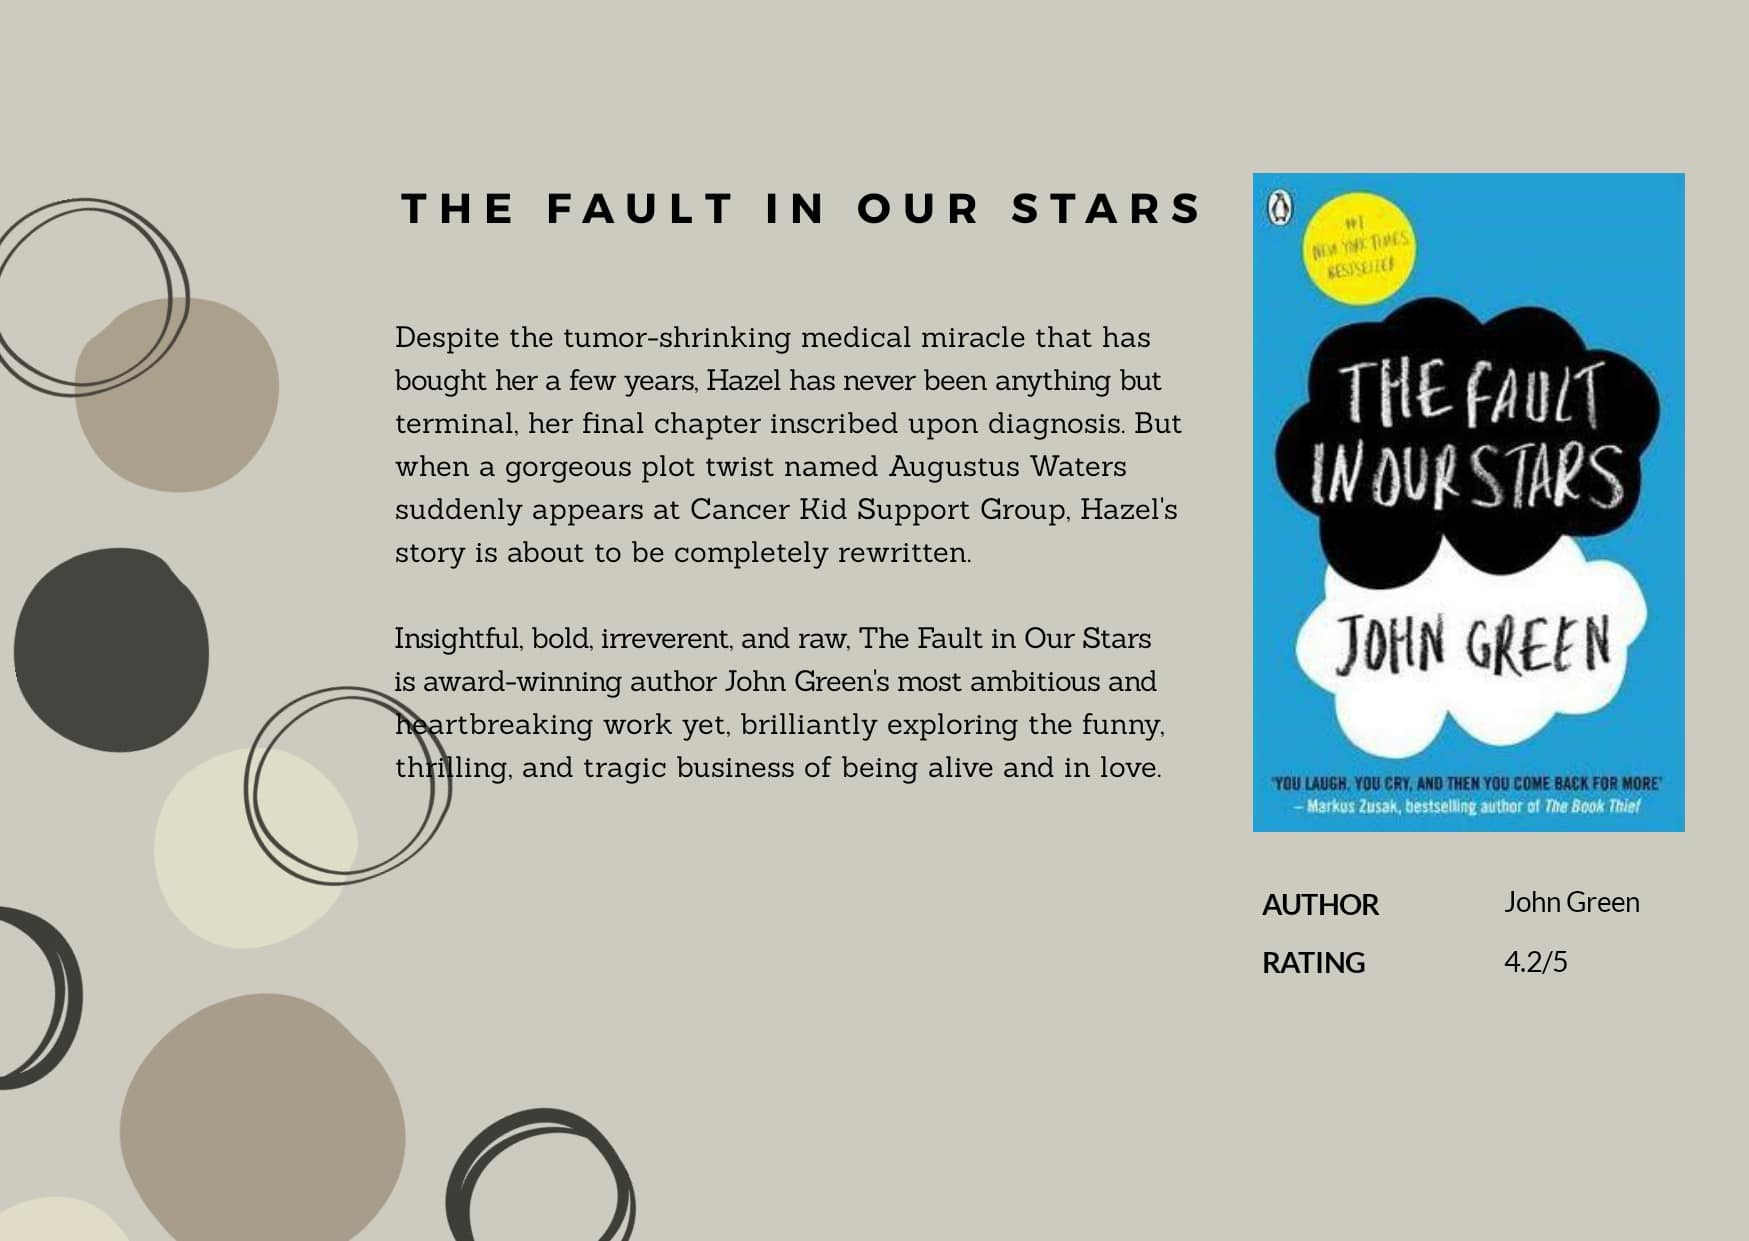 THE FAULT IN OUR STARS
Despite the tumor-shrinking medical miracle that has
bought her a few years, Hazel has never been anything but
terminal, her final chapter inscribed upon diagnosis. But
when a gorgeous plot twist named Augustus Waters
suddenly appears at Cancer Kid Support Group, Hazel's
story is about to be completely rewritten.
Insightful, bold, irreverent, and raw, The Fault in Our Stars
is award-winning author John Green's most ambitious and
heartbreaking work yet, brilliantly exploring the funny,
thrilling, and tragic business of being alive and in love.
#1
NEW YORK TIMES
BESTSELLER
THE FAULT
IN OUR STARS
JOHN GREEN
'YOU LAUGH, YOU CRY, AND THEN YOU COME BACK FOR MORE'
– Markus Zusak, bestselling author of The Book Thief
AUTHOR John Green
RATING 4.2/5